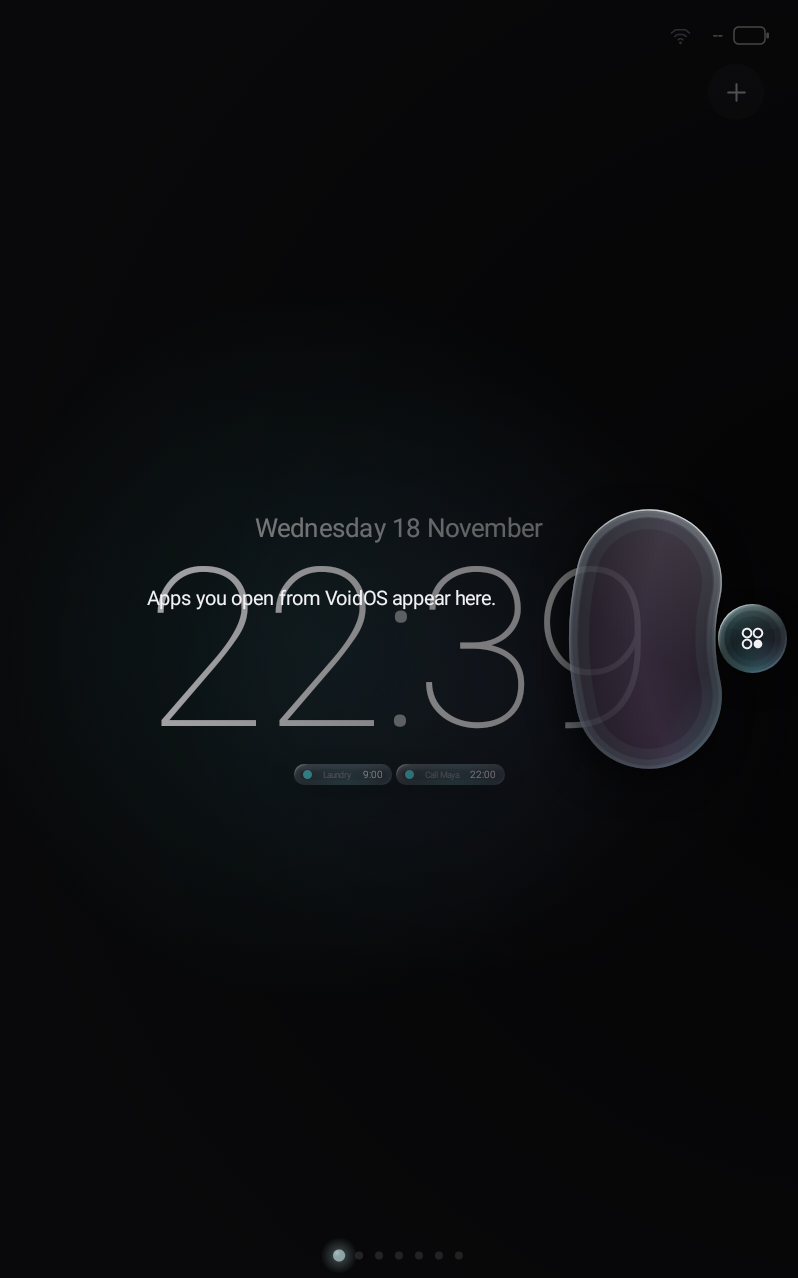 --
Wednesday 18 November
22:39
Apps you open from VoidOS appear here.
Laundry 9:00 Call Maya 22:00